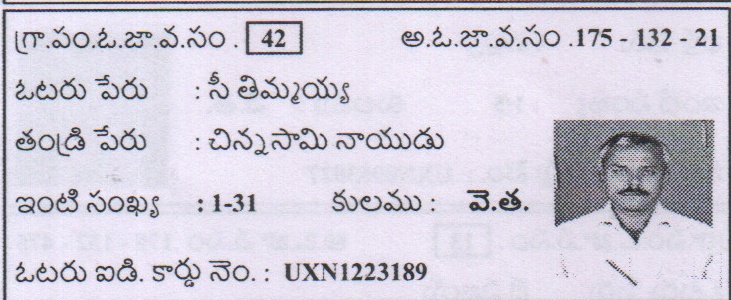 గ్రా.పం.ఓ.జా.వ.సం . 42 అ.ఓ.జా.వ.సం .175 - 132 - 21
ఓటరు పేరు : సీ తిమ్మయ్య
తండ్రి పేరు : చిన్నసామి నాయుడు
ఇంటి సంఖ్య : 1-31 కులము : వె.త.
ఓటరు ఐడి. కార్డు నెం. : UXN1223189